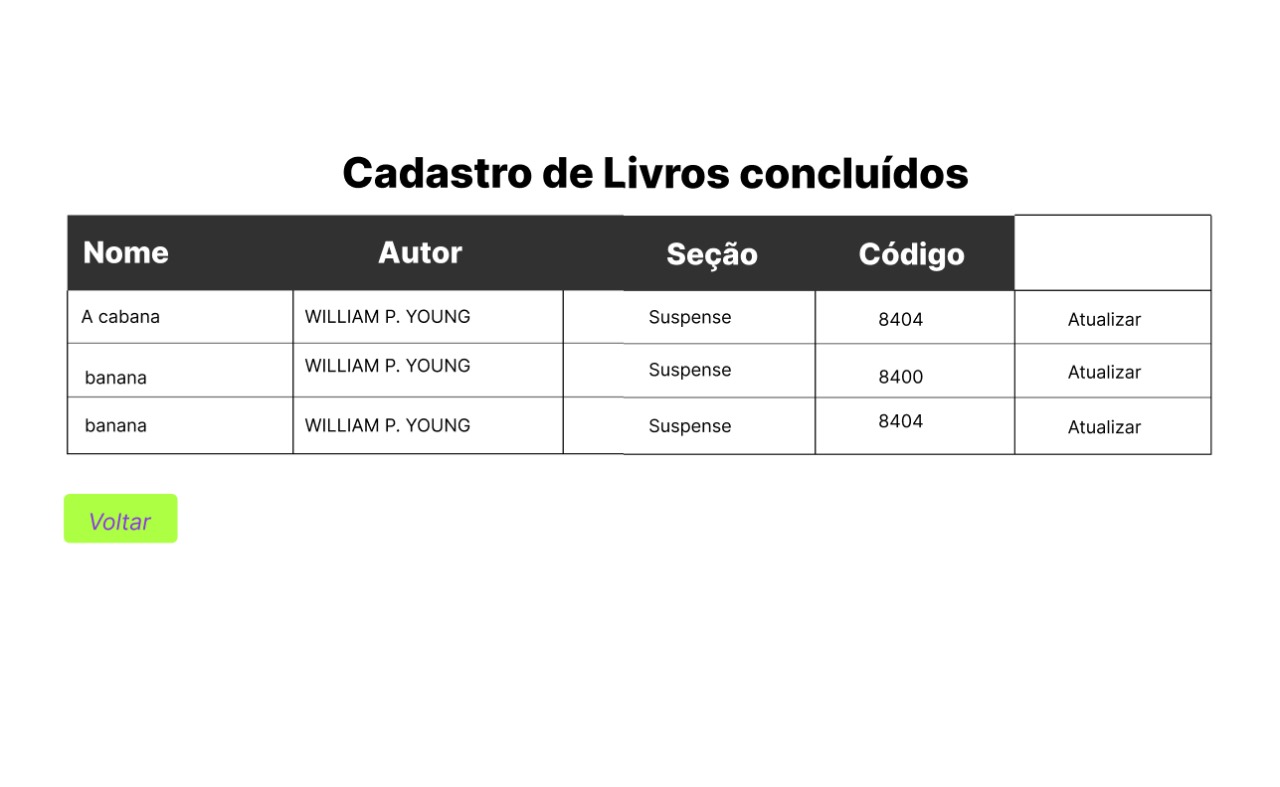 Cadastro de Livros concluídos
Nome Autor Seção Código
A cabana WILLIAM P. YOUNG Suspense 8404 Atualizar
banana WILLIAM P. YOUNG Suspense 8400 Atualizar
banana WILLIAM P. YOUNG Suspense 8404 Atualizar
Voltar